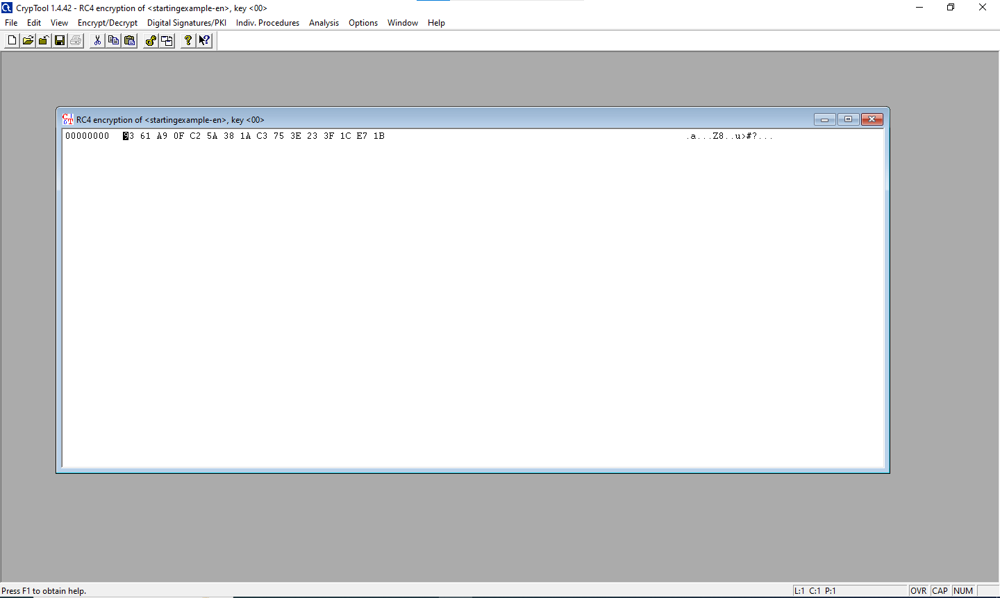 CrypTool 1.4.42 - RC4 encryption of <startingexample-en>, key <00>
File Edit View Encrypt/Decrypt Digital Signatures/PKI Indiv. Procedures Analysis Options Window Help
RC4 encryption of <startingexample-en>, key <00>
00000000 93 61 A9 0F C2 5A 38 1A C3 75 3E 23 3F 1C E7 1B .a...Z8..u>#?...
Press F1 to obtain help. L:1 C:1 P:1 OVR CAP NUM